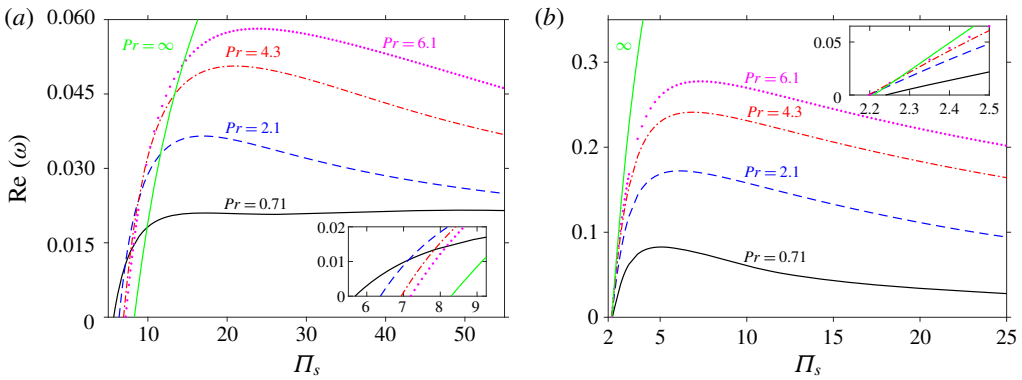 (a)
0.060
0.045
0.030
0.015
0
Re (ω)
Pr = ∞
Pr = 6.1
Pr = 4.3
Pr = 2.1
Pr = 0.71
0.02
0.01
0
6 7 8 9
10 20 30 40 50
Π_s
(b)
0.3
0.2
0.1
0
∞
Pr = 6.1
Pr = 4.3
Pr = 2.1
Pr = 0.71
0.05
0
2.2 2.3 2.4 2.5
2 5 10 15 20 25
Π_s